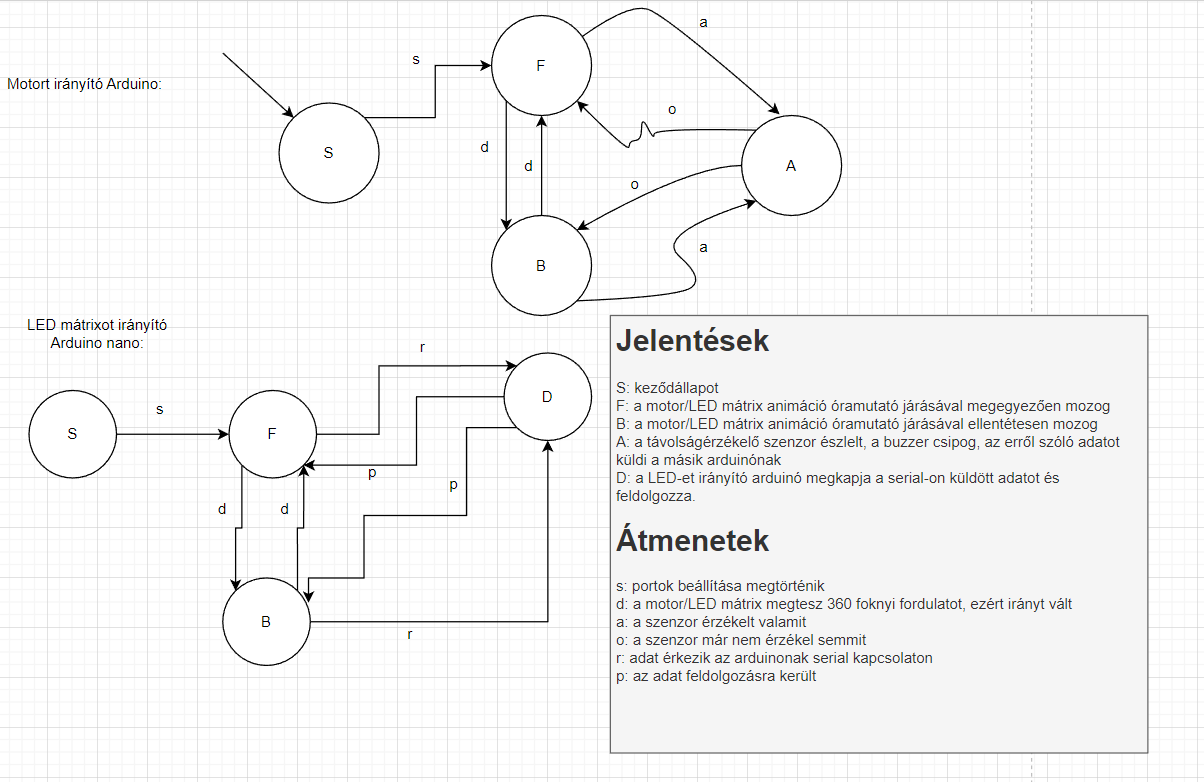 Motort irányító Arduino:
S
s
F
a
o
A
d
d
o
B
a
LED mátrixot irányító
Arduino nano:
S
s
F
r
D
p
p
d
d
B
r
Jelentések
S: keződállapot
F: a motor/LED mátrix animáció óramutató járásával megegyezően mozog
B: a motor/LED mátrix animáció óramutató járásával ellentétesen mozog
A: a távolságérzékelő szenzor észlelt, a buzzer csipog, az erről szóló adatot
küldi a másik arduinónak
D: a LED-et irányító arduinó megkapja a serial-on küldött adatot és
feldolgozza.
Átmenetek
s: portok beállítása megtörténik
d: a motor/LED mátrix megtesz 360 foknyi fordulatot, ezért irányt vált
a: a szenzor érzékelt valamit
o: a szenzor már nem érzékel semmit
r: adat érkezik az arduinonak serial kapcsolaton
p: az adat feldolgozásra került